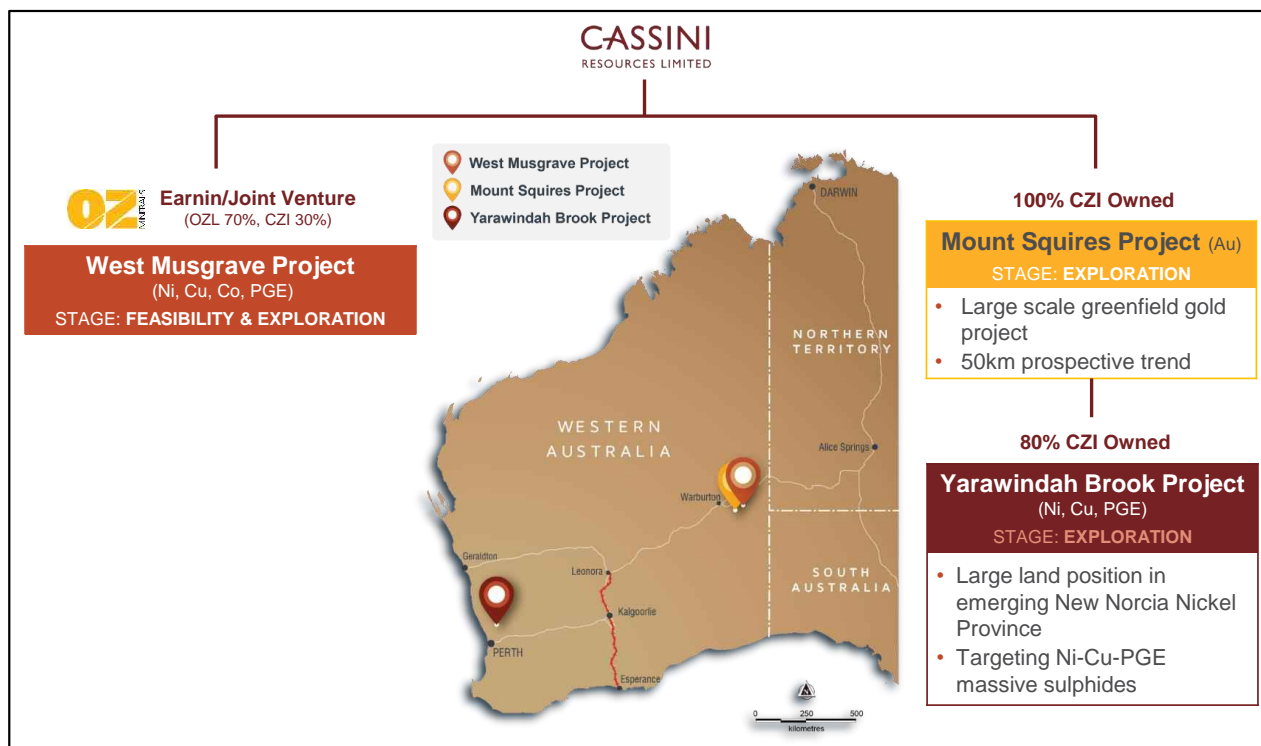 CASSINI
RESOURCES LIMITED
OZ
MINERALS
Earnin/Joint Venture
(OZL 70%, CZI 30%)
West Musgrave Project
(Ni, Cu, Co, PGE)
STAGE: FEASIBILITY & EXPLORATION
West Musgrave Project
Mount Squires Project
Yarawindah Brook Project
DARWIN
NORTHERN
TERRITORY
WESTERN
AUSTRALIA
Alice Springs
Warburton
Geraldton
Leonora
SOUTH
AUSTRALIA
Kalgoorlie
PERTH
Esperance
N
0 250 500
kilometres
100% CZI Owned
Mount Squires Project (Au)
STAGE: EXPLORATION
• Large scale greenfield gold
project
• 50km prospective trend
80% CZI Owned
Yarawindah Brook Project
(Ni, Cu, PGE)
STAGE: EXPLORATION
• Large land position in
emerging New Norcia Nickel
Province
• Targeting Ni-Cu-PGE
massive sulphides